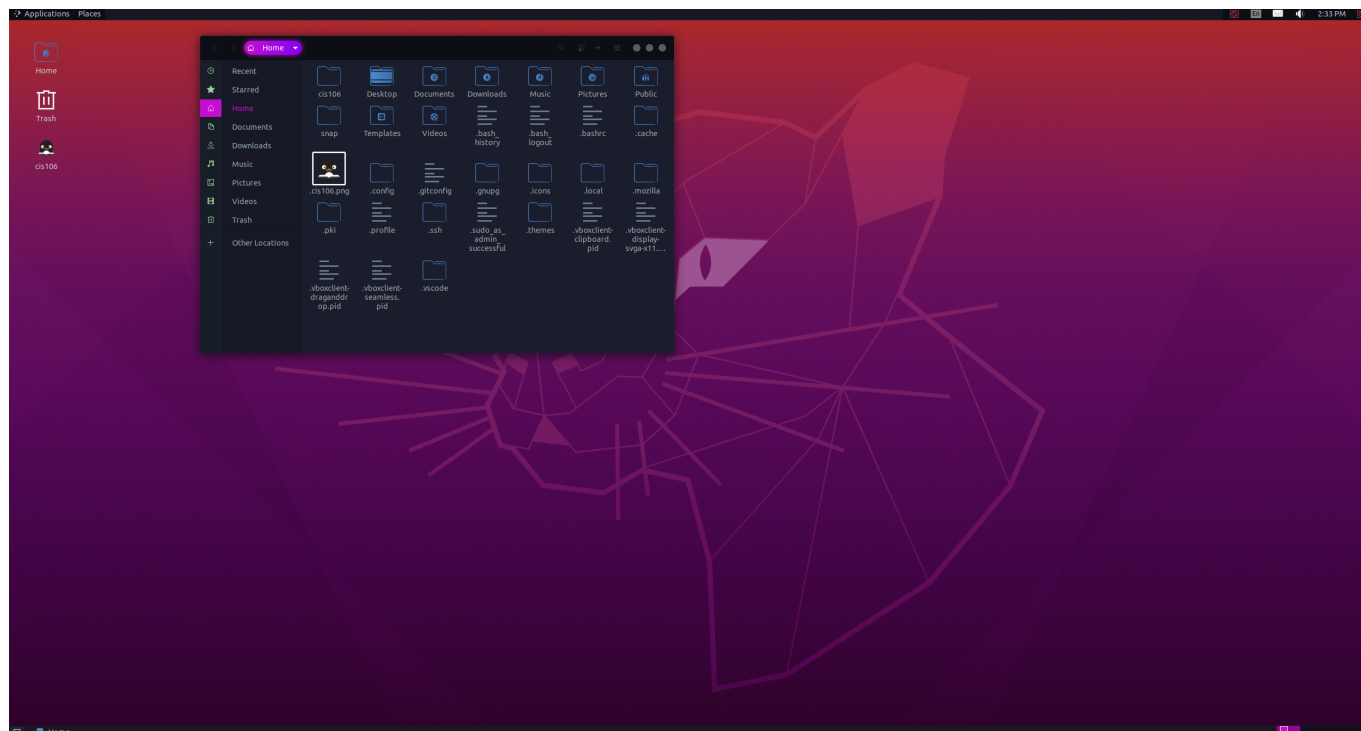 Applications Places
En
2:33 PM
Home
Trash
cis106
Home
Recent
Starred
Home
Documents
Downloads
Music
Pictures
Videos
Trash
Other Locations
cis106 Desktop Documents Downloads Music Pictures Public
snap Templates Videos .bash_ .bash_ .bashrc .cache
history logout
.cis106.png .config .gitconfig .gnupg .icons .local .mozilla
.pki .profile .ssh .sudo_as_ .themes .vboxclient- .vboxclient-
admin_ clipboard. display-
successful pid svga-x11....
.vboxclient- .vboxclient- .vscode
draganddr seamless.
op.pid pid
Home